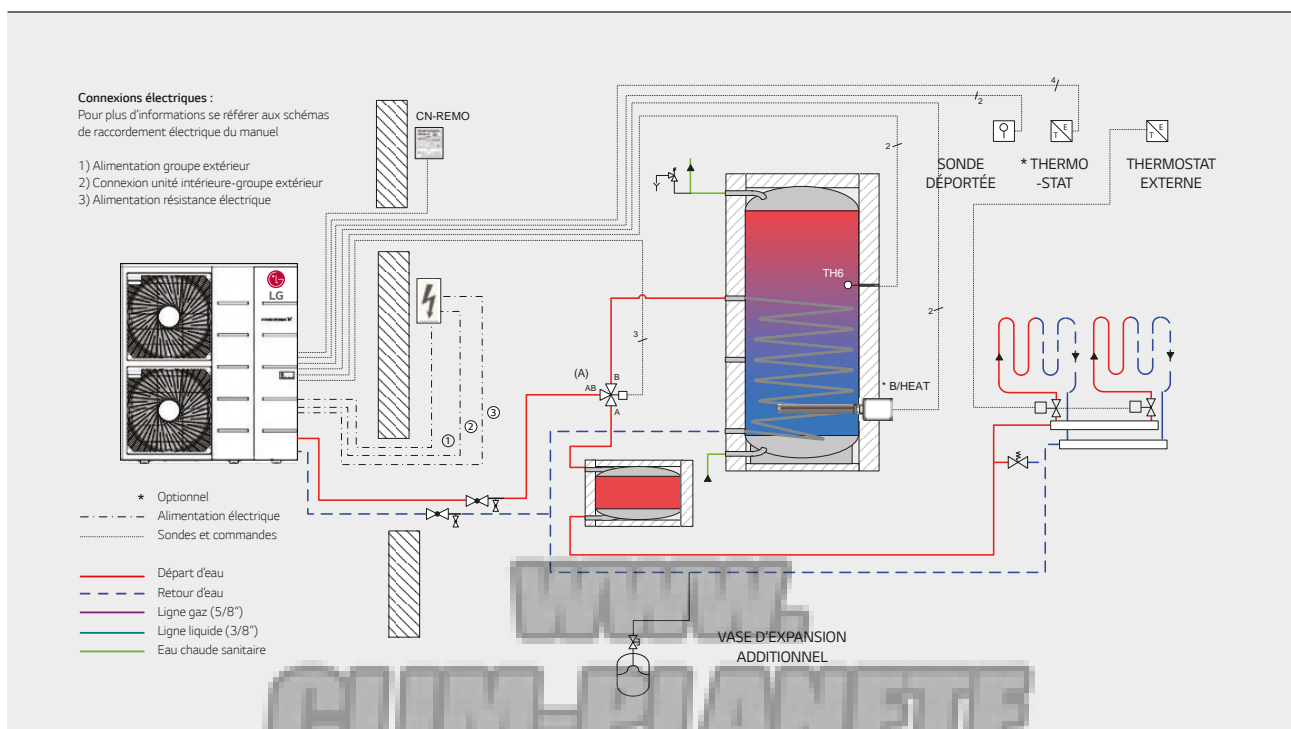 Connexions électriques :
Pour plus d'informations se référer aux schémas
de raccordement électrique du manuel
1) Alimentation groupe extérieur
2) Connexion unité intérieure-groupe extérieur
3) Alimentation résistance électrique
CN-REMO
4
2
2
SONDE
DÉPORTÉE
* THERMO
-STAT
THERMOSTAT
EXTERNE
T E
T E
LG
THERMA V
TH6
3
2
(A)
B
AB
A
* B/HEAT
①
②
③
* Optionnel
Alimentation électrique
Sondes et commandes
Départ d'eau
Retour d'eau
Ligne gaz (5/8")
Ligne liquide (3/8")
Eau chaude sanitaire
VASE D'EXPANSION
ADDITIONNEL
www.
CLIM-PLANETE